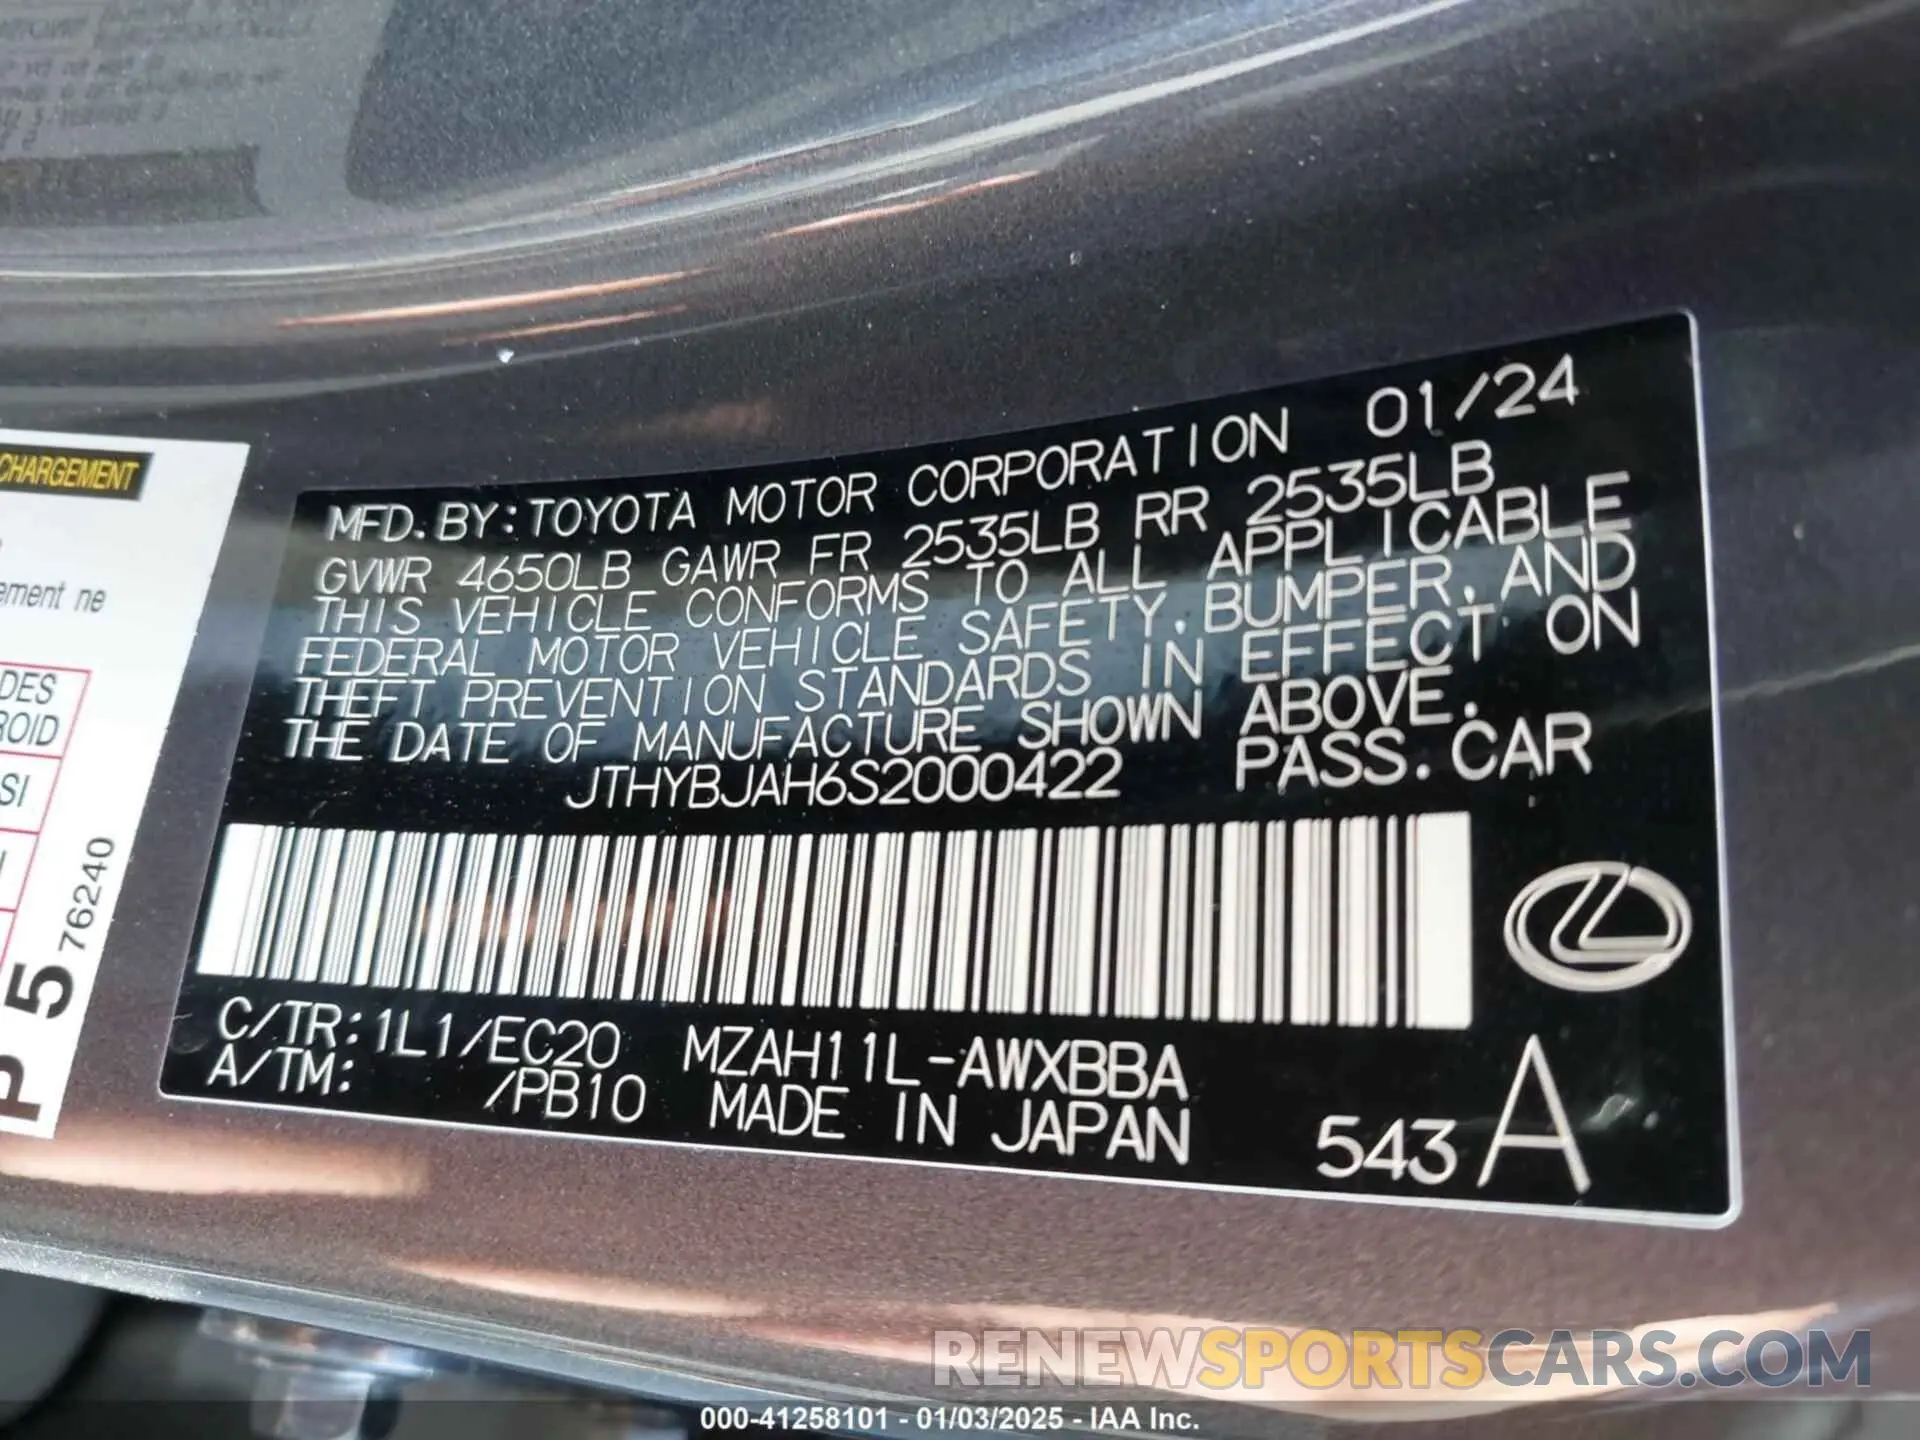 CHARGEMENT
ement ne
DES
SI
76240
P 5
MFD. BY: TOYOTA MOTOR CORPORATION 01/24
GVWR 4650LB GAWR FR 2535LB RR 2535LB
THIS VEHICLE CONFORMS TO ALL APPLICABLE
FEDERAL MOTOR VEHICLE SAFETY, BUMPER, AND
THEFT PREVENTION STANDARDS IN EFFECT ON
THE DATE OF MANUFACTURE SHOWN ABOVE.
JTHYBJAH6S2000422 PASS. CAR
C/TR: 1L1/EC20 MZAH11L-AWXBBA
A/TM: /PB10 MADE IN JAPAN 543 A
RENEWSPORTSCARS.COM
000-41258101 - 01/03/2025 - IAA Inc.